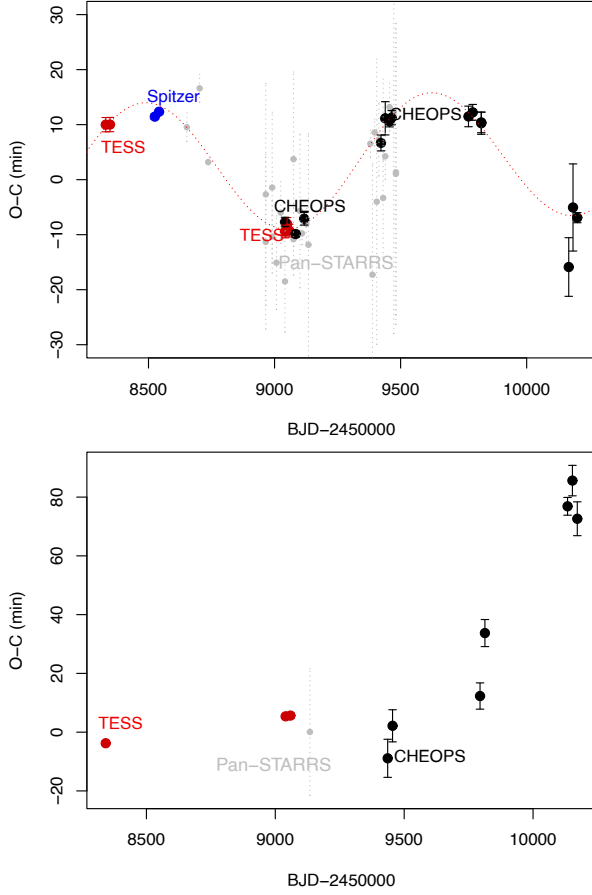 30
20
10
0
−10
−20
−30
O−C (min)
Spitzer
TESS
CHEOPS
CHEOPS
TESS
Pan−STARRS
8500 9000 9500 10000
BJD−2450000
80
60
40
20
0
−20
O−C (min)
TESS
Pan−STARRS
CHEOPS
8500 9000 9500 10000
BJD−2450000